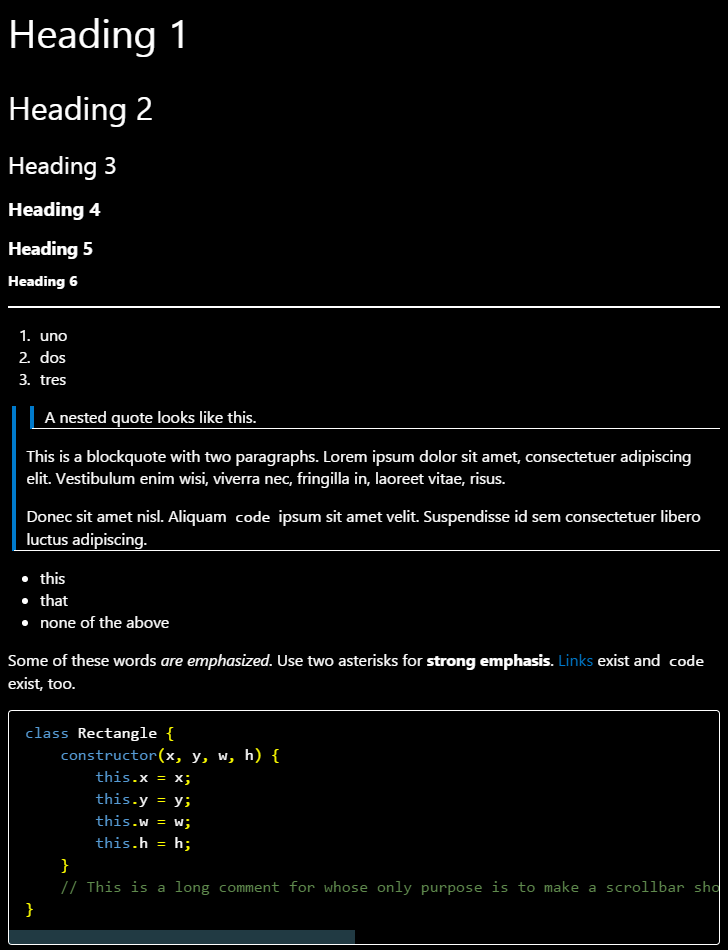 Heading 1
Heading 2
Heading 3
Heading 4
Heading 5
Heading 6
1. uno
2. dos
3. tres
A nested quote looks like this.
This is a blockquote with two paragraphs. Lorem ipsum dolor sit amet, consectetuer adipiscing
elit. Vestibulum enim wisi, viverra nec, fringilla in, laoreet vitae, risus.
Donec sit amet nisl. Aliquam code ipsum sit amet velit. Suspendisse id sem consectetuer libero
luctus adipiscing.
• this
• that
• none of the above
Some of these words are emphasized. Use two asterisks for strong emphasis. Links exist and code
exist, too.
class Rectangle {
    constructor(x, y, w, h) {
        this.x = x;
        this.y = y;
        this.w = w;
        this.h = h;
    }
    // This is a long comment for whose only purpose is to make a scrollbar sho
}